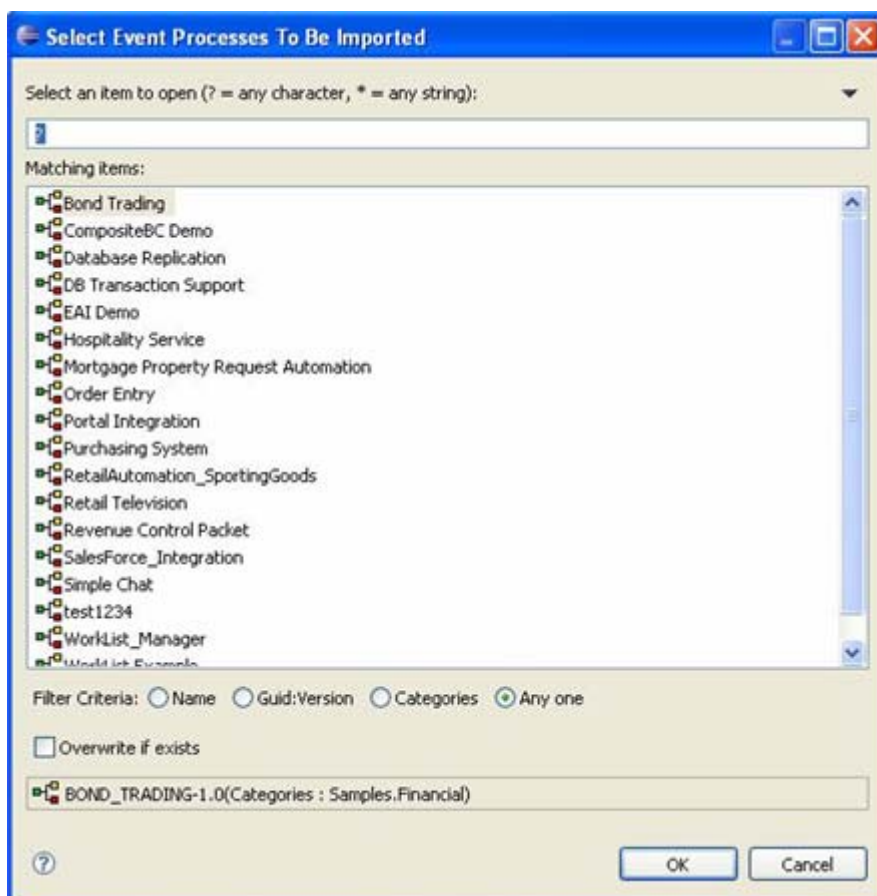 Select Event Processes To Be Imported
Select an item to open (? = any character, * = any string):
?
Matching items:
Bond Trading
CompositeBC Demo
Database Replication
DB Transaction Support
EAI Demo
Hospitality Service
Mortgage Property Request Automation
Order Entry
Portal Integration
Purchasing System
RetailAutomation_SportingGoods
Retail Television
Revenue Control Packet
SalesForce_Integration
Simple Chat
test1234
WorkList_Manager
WorkList Example
Filter Criteria: Name Guid:Version Categories Any one
Overwrite if exists
BOND_TRADING-1.0(Categories : Samples.Financial)
? OK Cancel